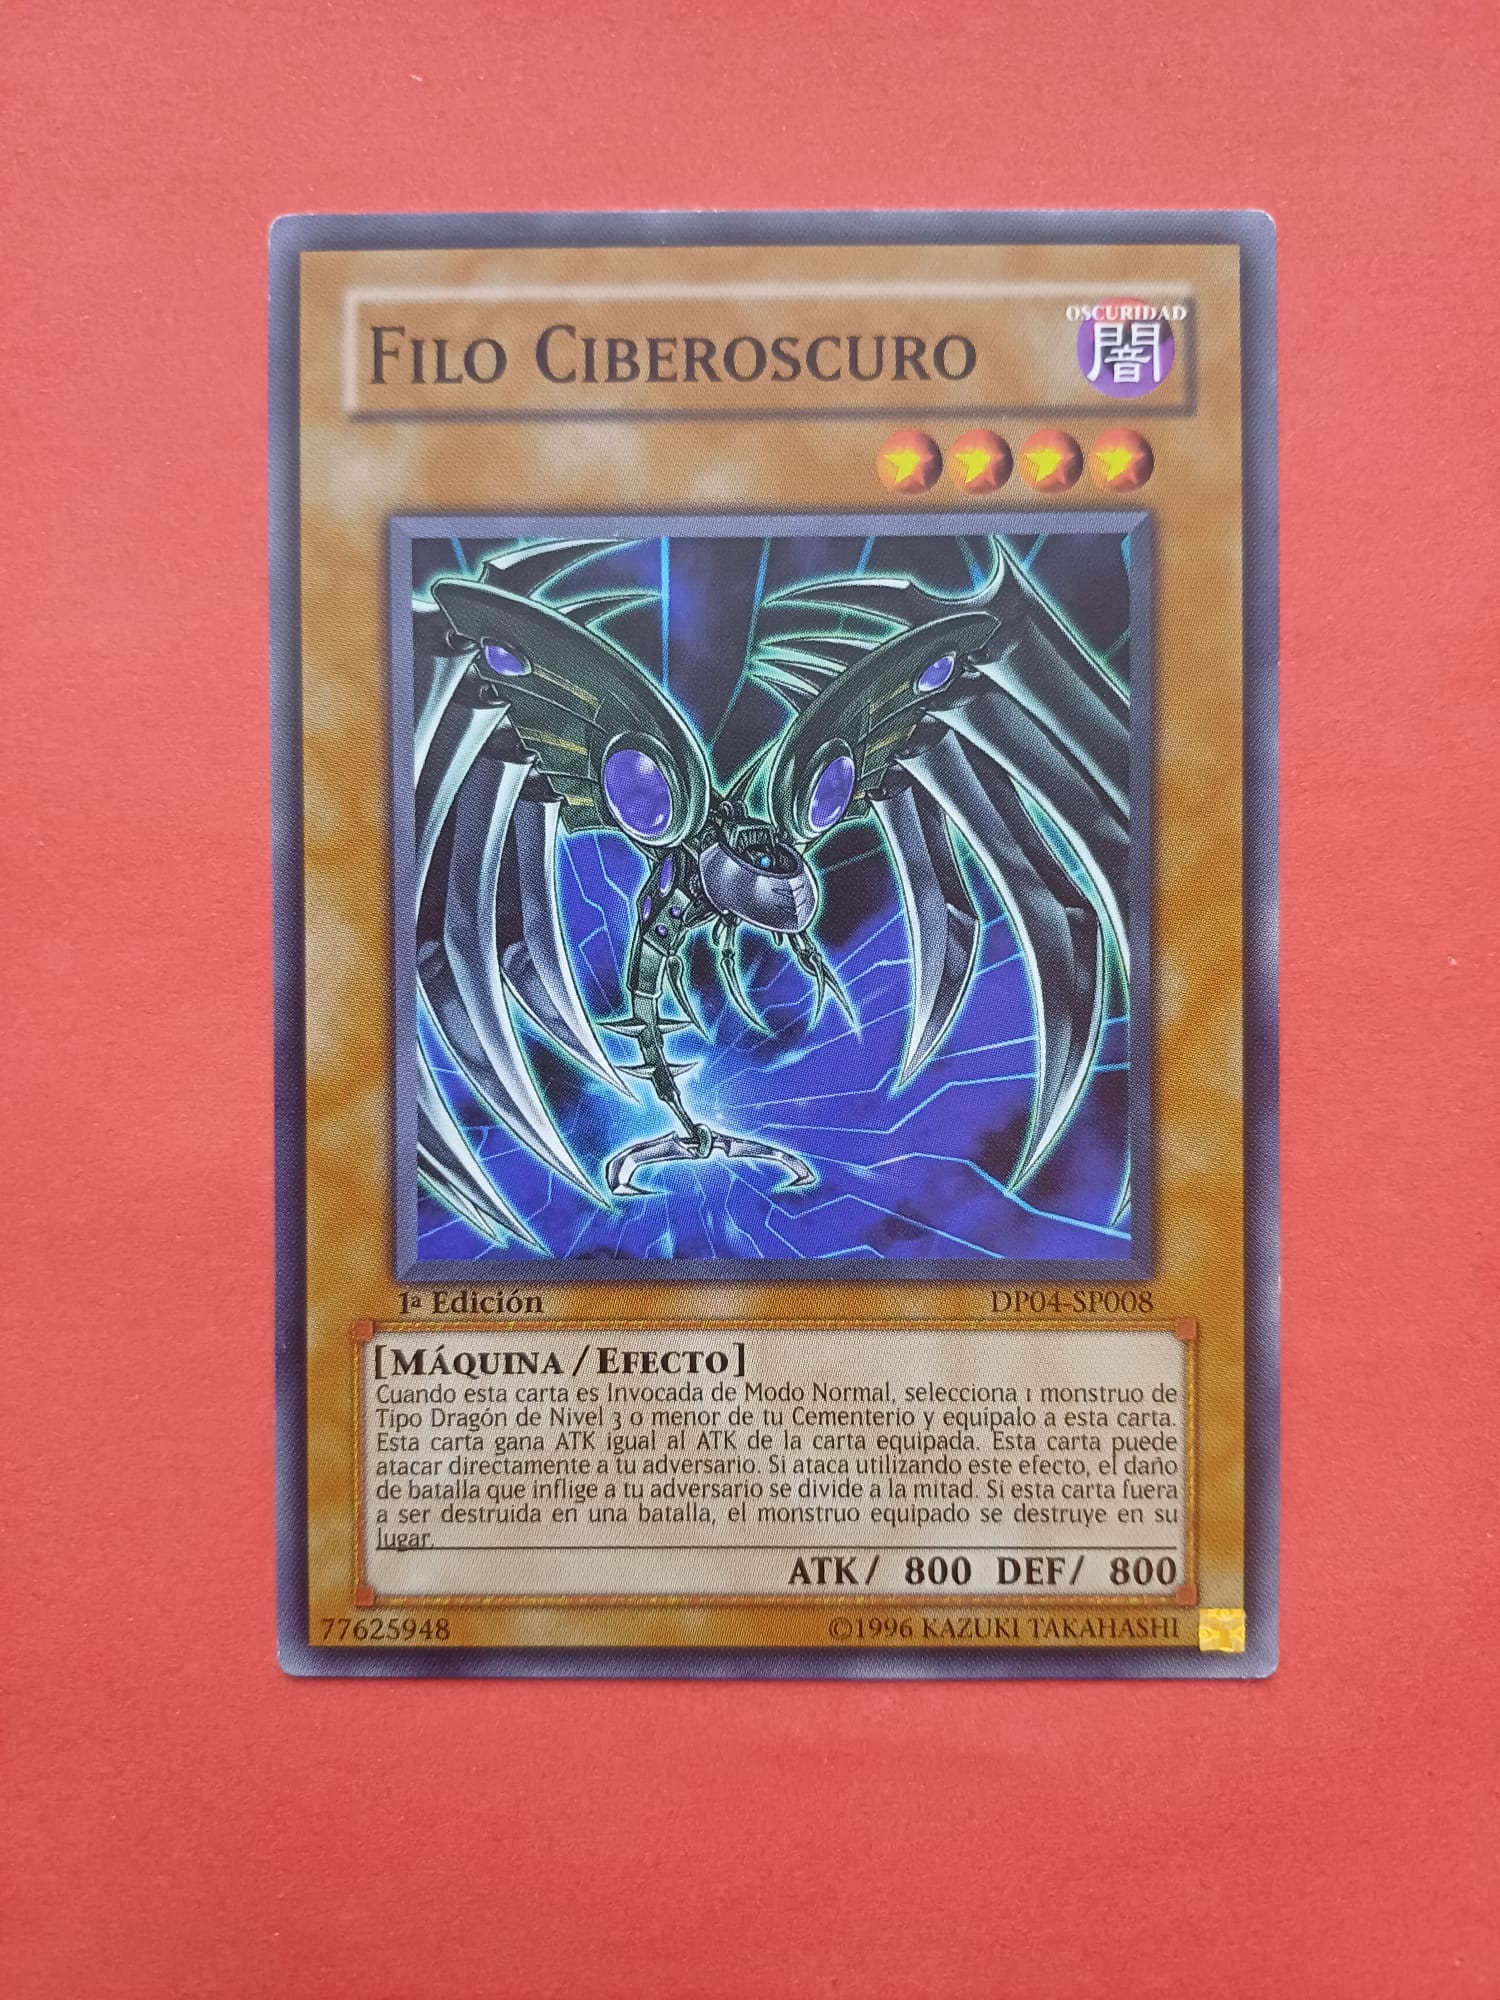 FILO CIBEROSCURO
OSCURIDAD
闇
1ª Edición
DP04-SP008
[MÁQUINA / EFECTO]
Cuando esta carta es Invocada de Modo Normal, selecciona 1 monstruo de
Tipo Dragón de Nivel 3 o menor de tu Cementerio y equípalo a esta carta.
Esta carta gana ATK igual al ATK de la carta equipada. Esta carta puede
atacar directamente a tu adversario. Si ataca utilizando este efecto, el daño
de batalla que inflige a tu adversario se divide a la mitad. Si esta carta fuera
a ser destruida en una batalla, el monstruo equipado se destruye en su
lugar.
ATK/ 800 DEF/ 800
77625948
©1996 KAZUKI TAKAHASHI